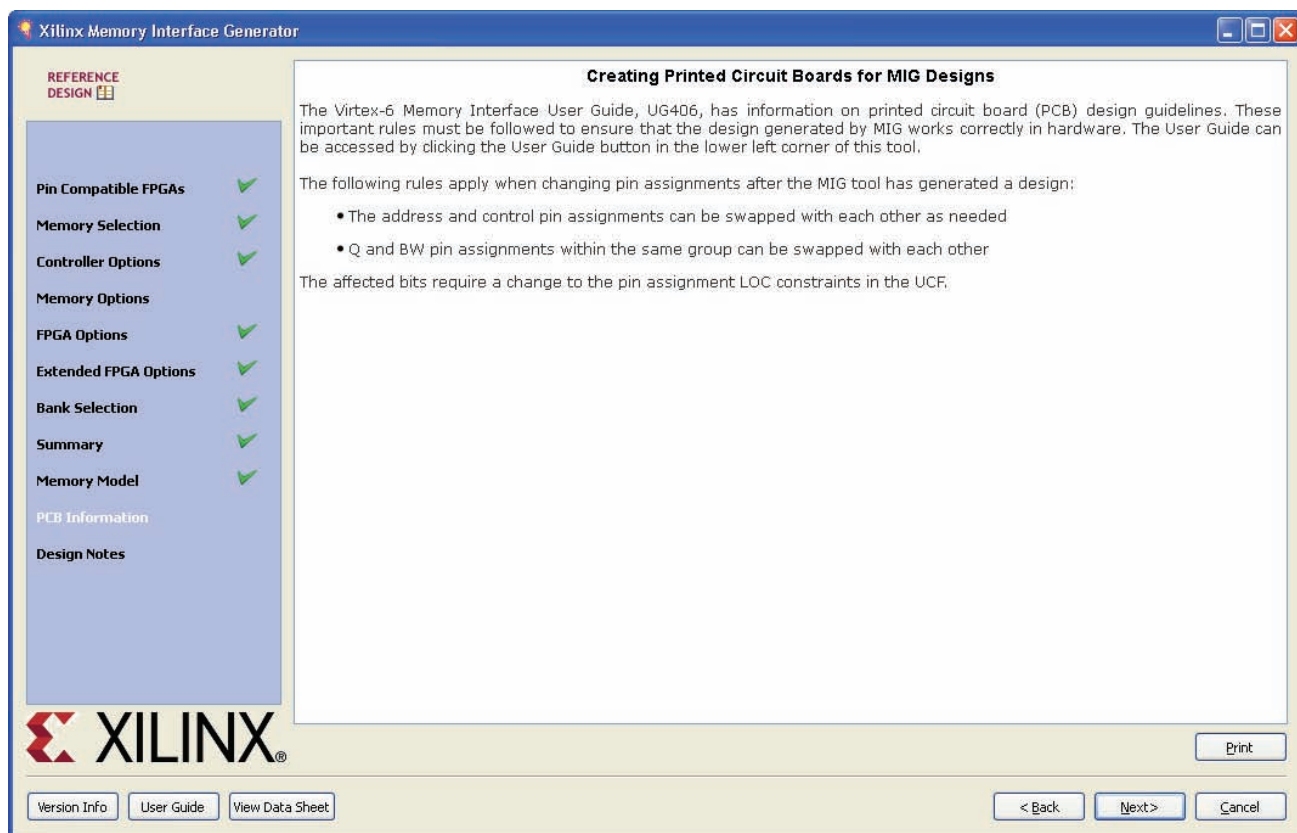 Xilinx Memory Interface Generator
REFERENCE
DESIGN
Pin Compatible FPGAs
Memory Selection
Controller Options
Memory Options
FPGA Options
Extended FPGA Options
Bank Selection
Summary
Memory Model
PCB Information
Design Notes
XILINX®
Creating Printed Circuit Boards for MIG Designs
The Virtex-6 Memory Interface User Guide, UG406, has information on printed circuit board (PCB) design guidelines. These
important rules must be followed to ensure that the design generated by MIG works correctly in hardware. The User Guide can
be accessed by clicking the User Guide button in the lower left corner of this tool.
The following rules apply when changing pin assignments after the MIG tool has generated a design:
• The address and control pin assignments can be swapped with each other as needed
• Q and BW pin assignments within the same group can be swapped with each other
The affected bits require a change to the pin assignment LOC constraints in the UCF.
Print
Version Info
User Guide
View Data Sheet
< Back
Next>
Cancel